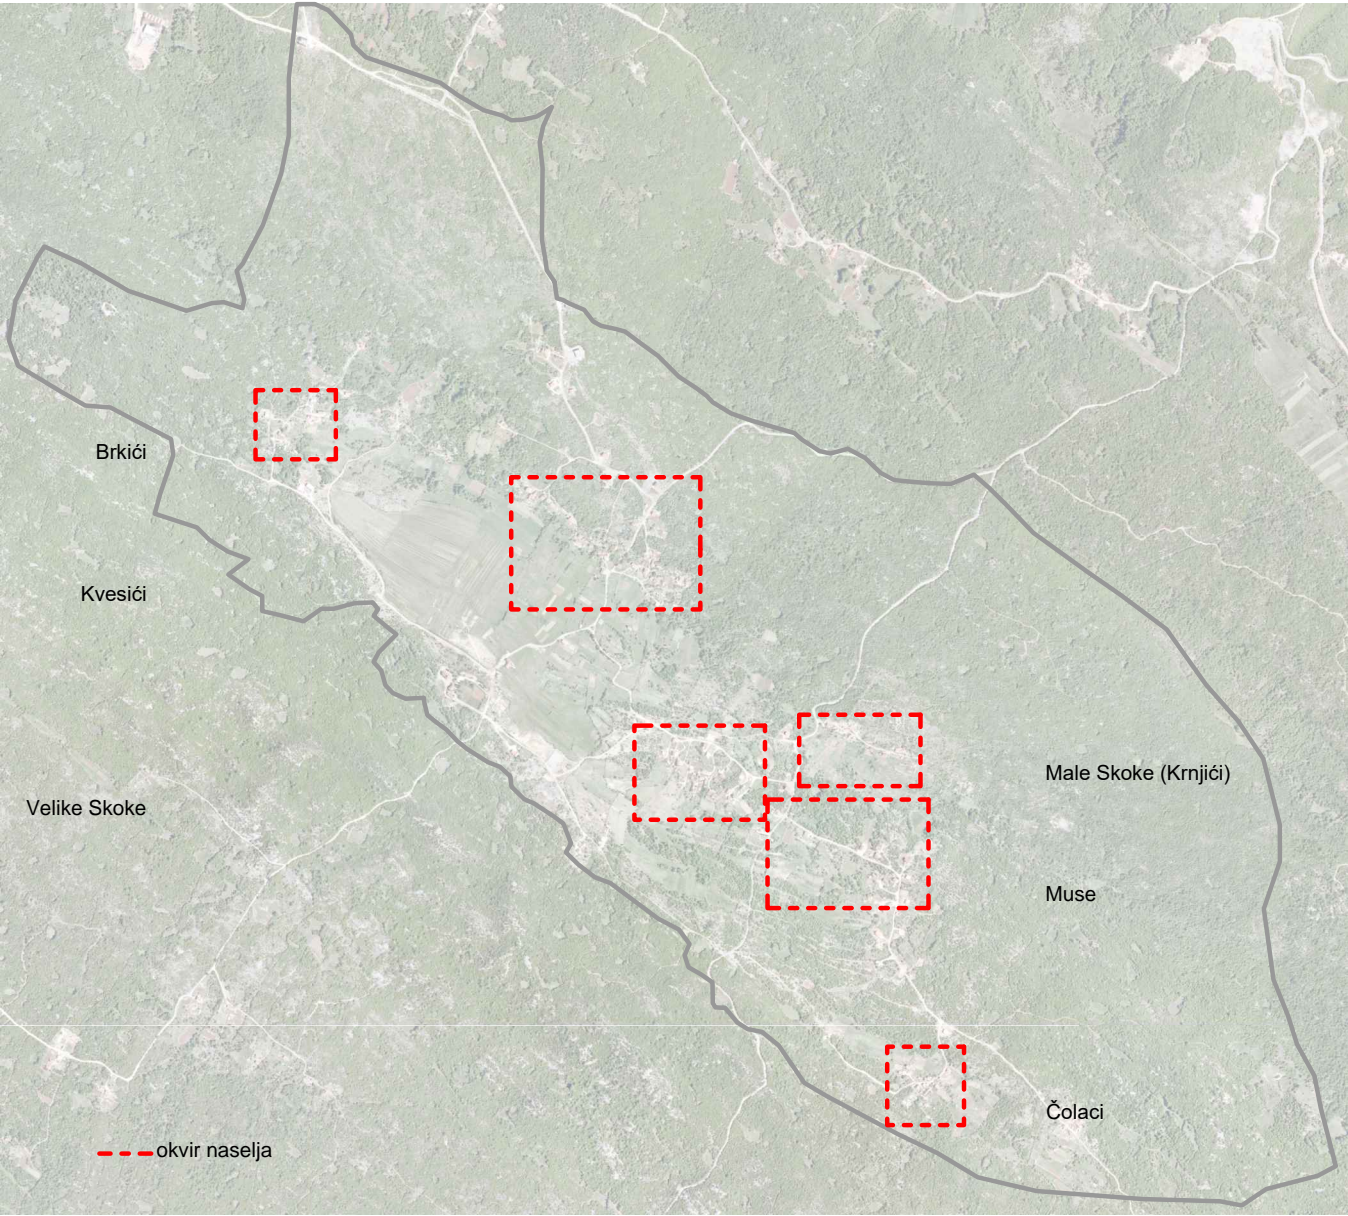 Brkići
Kvesići
Male Skoke (Krnjići)
Velike Skoke
Muse
Čolaci
okvir naselja